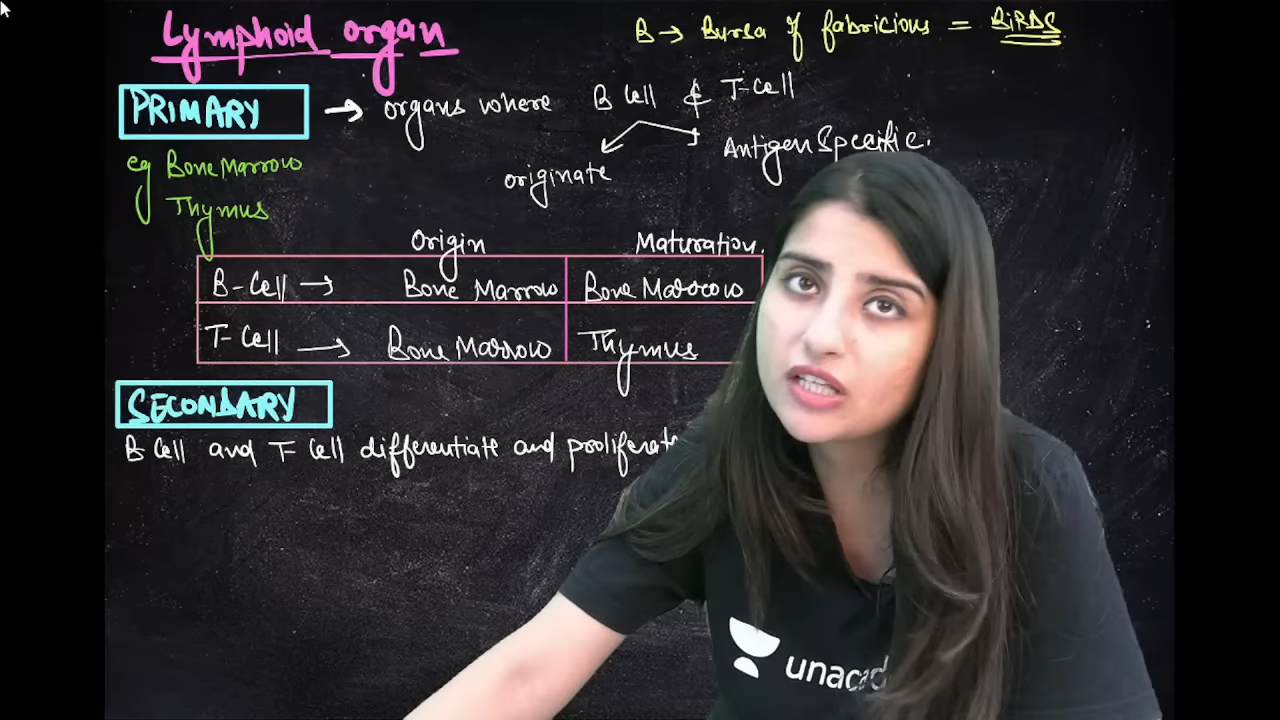 Lymphoid organ
B → Bursa of fabricious = BiRDS
PRIMARY → organs where B Cell & T-Cell
originate
Antigen Specific.
eg Bone Marrow
Thymus
Origin Maturation.
B-Cell → Bone Marrow Bone Marrow
T-Cell → Bone Marrow Thymus
SECONDARY
B Cell and T Cell differentiate and proliferate
unacad